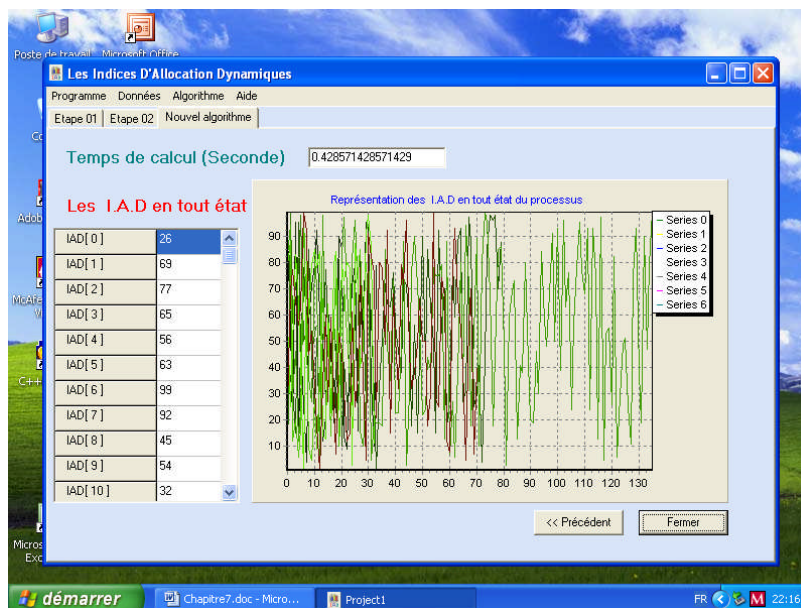 Poste de travail Microsoft Office
Les Indices D'Allocation Dynamiques
Programme Données Algorithme Aide
Etape 01 Etape 02 Nouvel algorithme
Temps de calcul (Seconde) 0.428571428571429
Les I.A.D en tout état
IAD[ 0 ] 26
IAD[ 1 ] 69
IAD[ 2 ] 77
IAD[ 3 ] 65
IAD[ 4 ] 56
IAD[ 5 ] 63
IAD[ 6 ] 99
IAD[ 7 ] 92
IAD[ 8 ] 45
IAD[ 9 ] 54
IAD[ 10 ] 32
Représentation des I.A.D en tout état du processus
90
80
70
60
50
40
30
20
10
0 10 20 30 40 50 60 70 80 90 100 110 120 130
Series 0
Series 1
Series 2
Series 3
Series 4
Series 5
Series 6
<< Précédent Fermer
démarrer Chapitre7.doc - Micro... Project1 FR 22:16